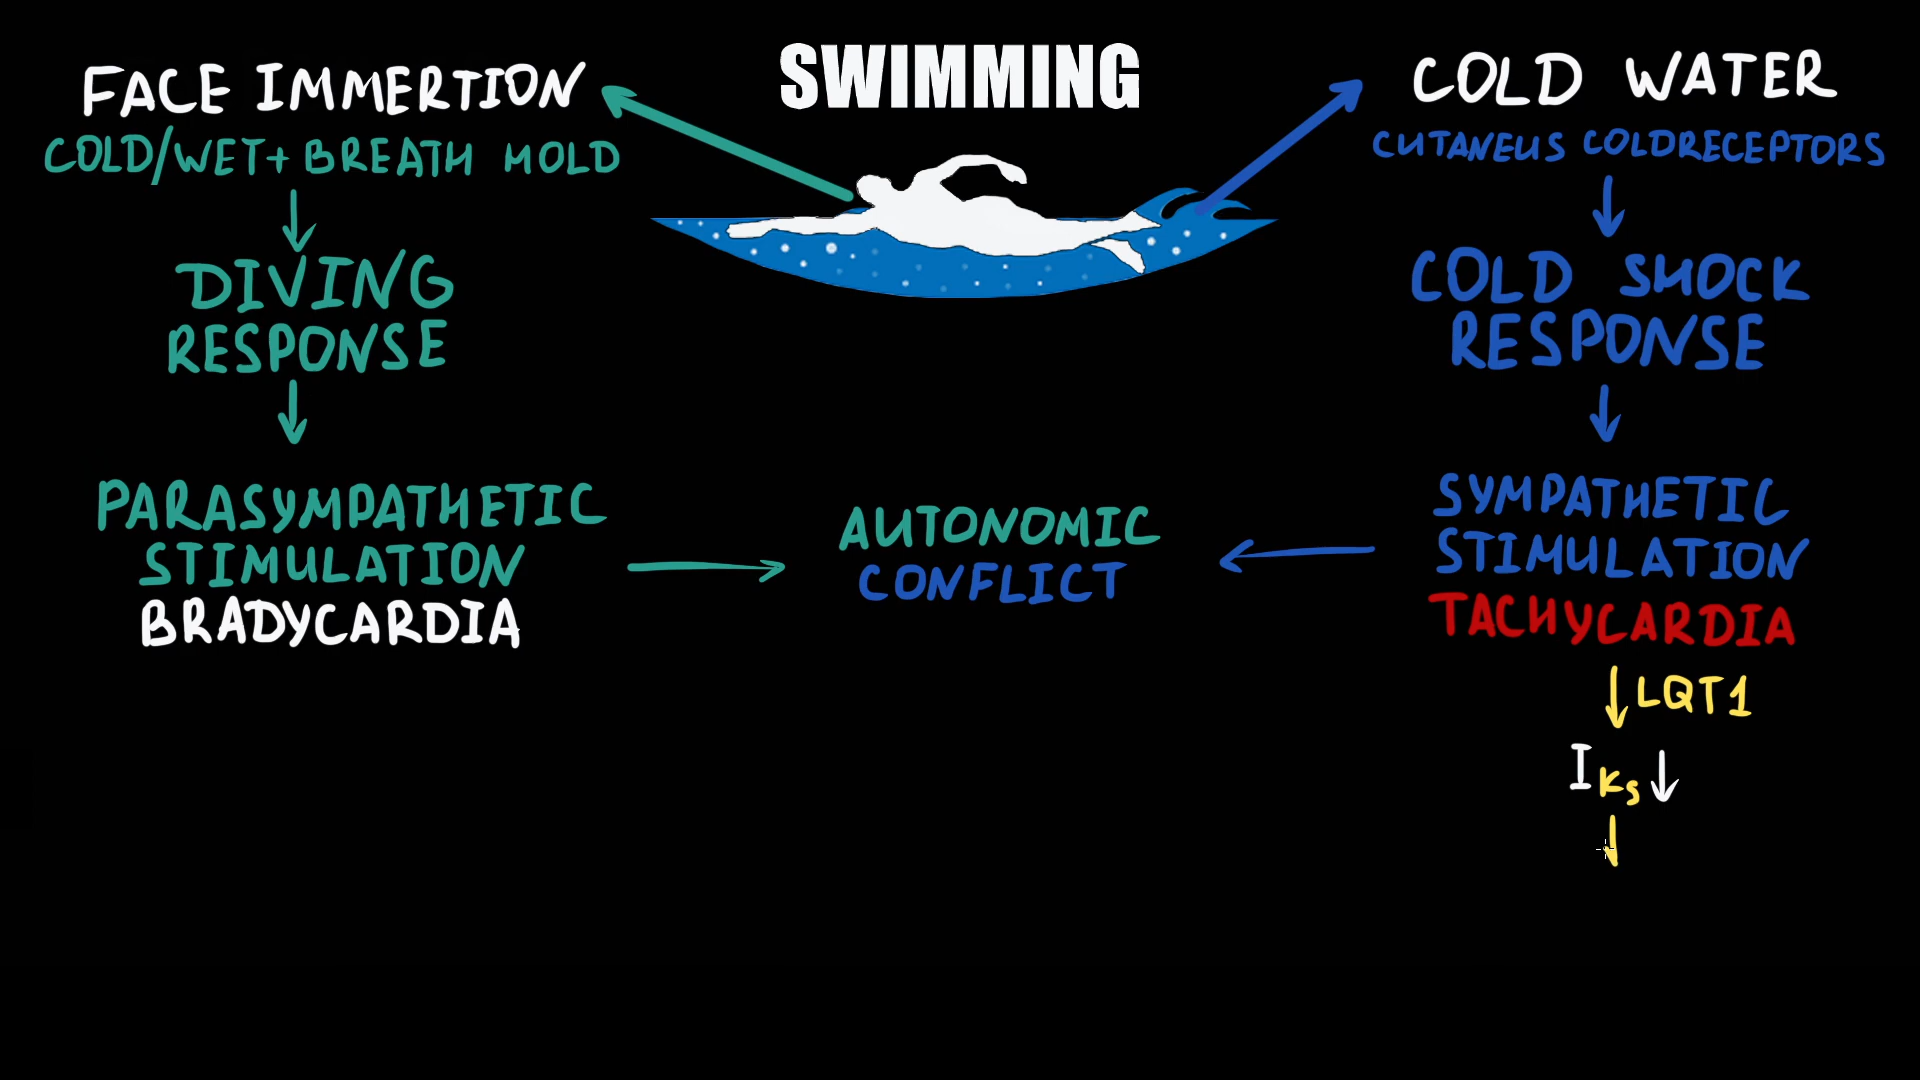 SWIMMING
FACE IMMERTION
COLD/WET+ BREATH HOLD
DIVING
RESPONSE
PARASYMPATHETIC
STIMULATION
BRADYCARDIA
AUTONOMIC
CONFLICT
COLD WATER
CUTANEUS COLDRECEPTORS
COLD SHOCK
RESPONSE
SYMPATHETIC
STIMULATION
TACHYCARDIA
↓ LQT1
IKs ↓